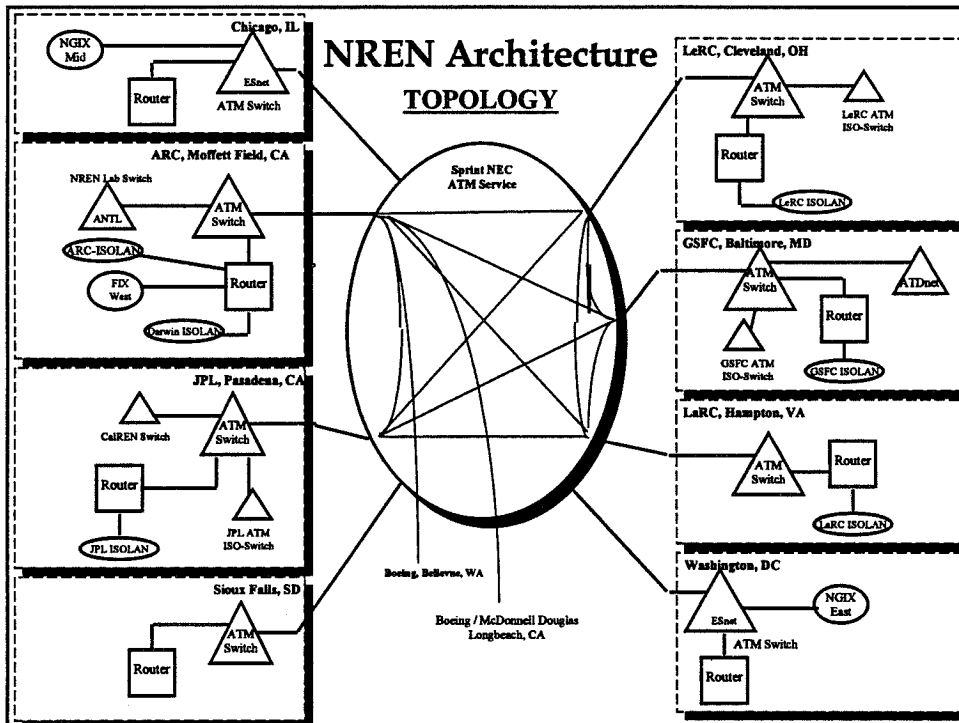 NREN Architecture
TOPOLOGY
Chicago, IL
NGIX
Mid
Router
ESnet
ATM Switch
ARC, Moffett Field, CA
NREN Lab Switch
ANTL
ATM
Switch
ARC-ISOLAN
FIX
West
Router
Darwin ISOLAN
JPL, Pasadena, CA
CalREN Switch
ATM
Switch
Router
JPL ISOLAN
JPL ATM
ISO-Switch
Sioux Falls, SD
Router
ATM
Switch
Sprint NEC
ATM Service
Boeing, Bellevue, WA
Boeing / McDonnell Douglas
Longbeach, CA
LeRC, Cleveland, OH
ATM
Switch
LeRC ATM
ISO-Switch
Router
LeRC ISOLAN
GSFC, Baltimore, MD
ATM
Switch
ATDnet
Router
GSFC ATM
ISO-Switch
GSFC ISOLAN
LaRC, Hampton, VA
ATM
Switch
Router
LaRC ISOLAN
Washington, DC
ESnet
NGIX
East
ATM Switch
Router